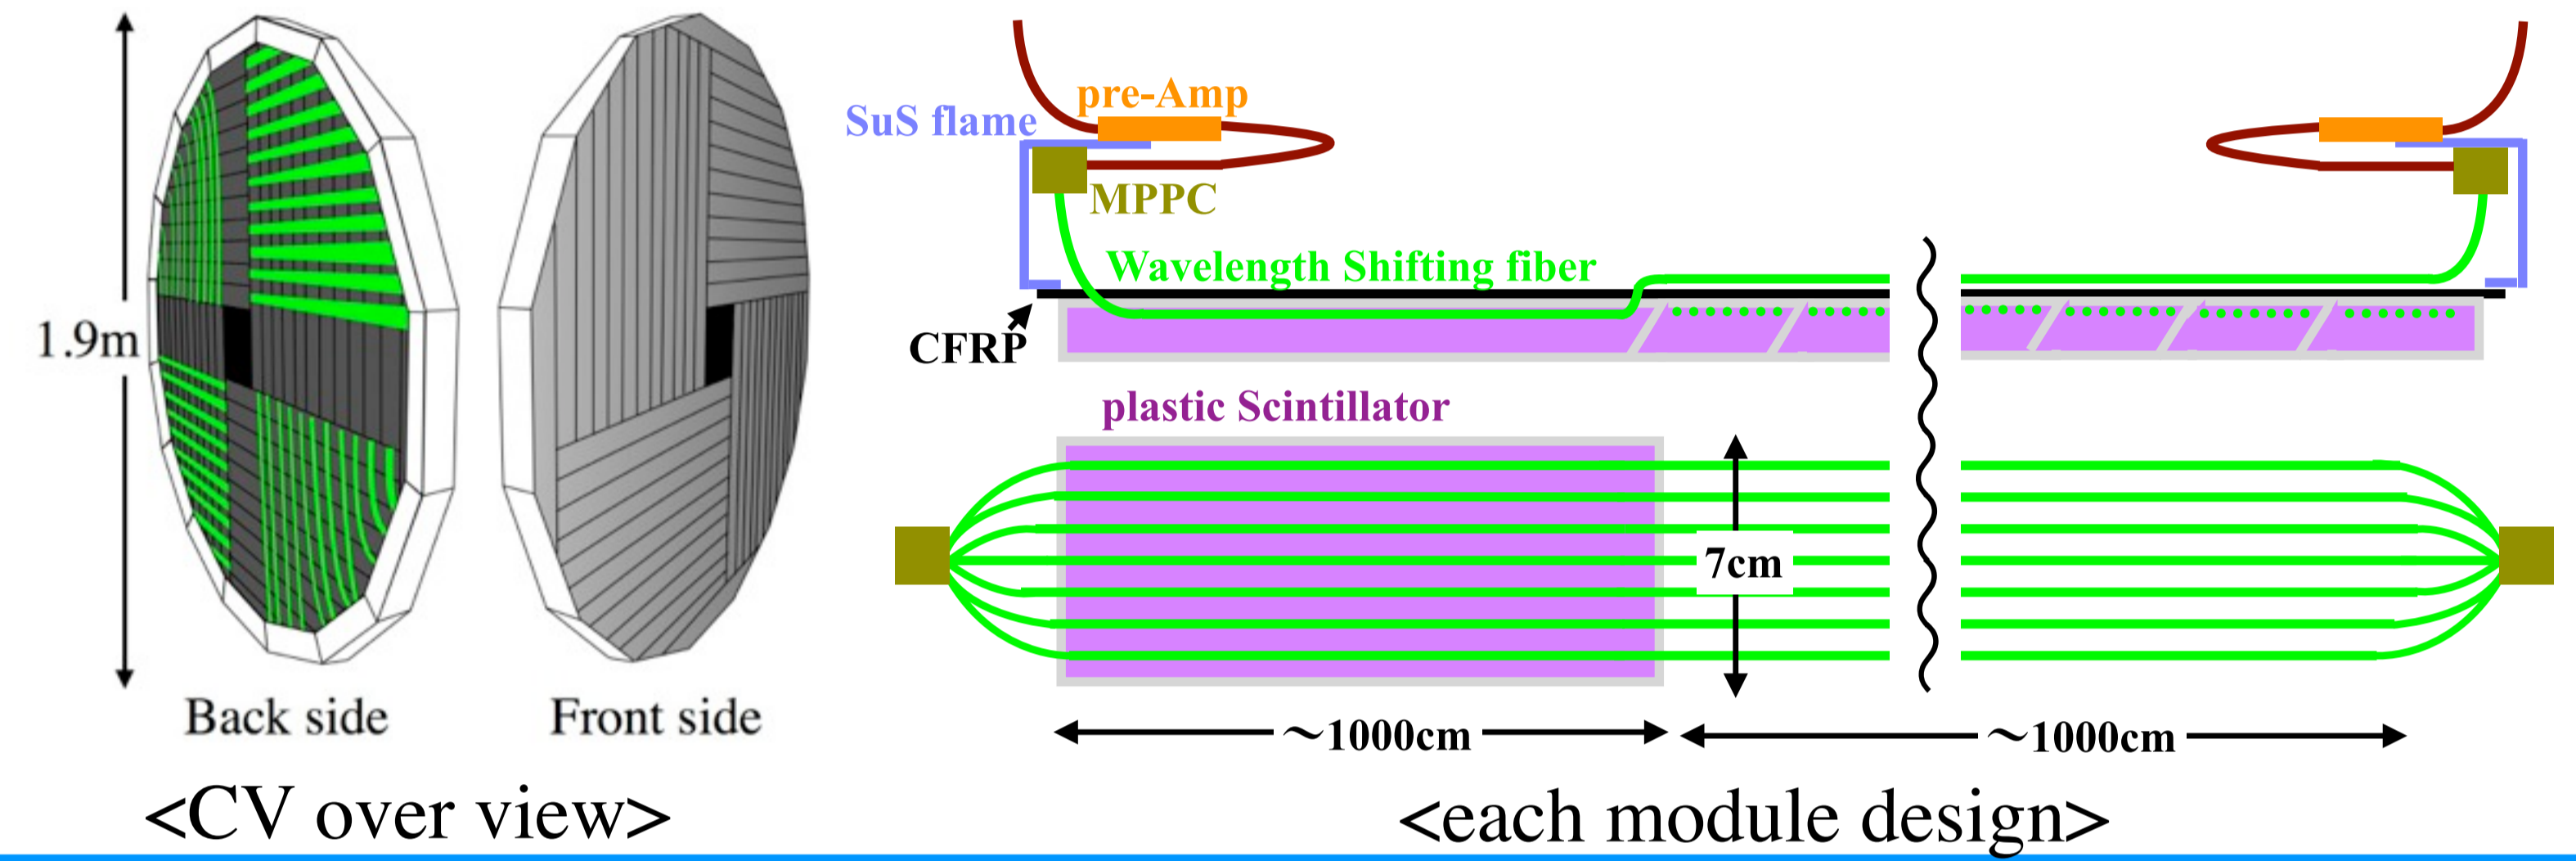 1.9m
Back side
Front side
<CV over view>
pre-Amp
SuS flame
MPPC
Wavelength Shifting fiber
CFRP
plastic Scintillator
7cm
~1000cm
~1000cm
<each module design>